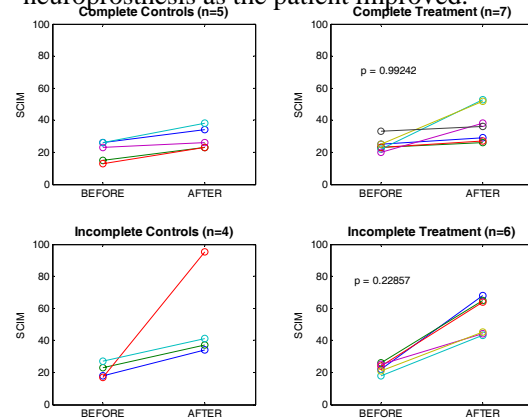 neuroprosthesis as the patient improved.
Complete Controls (n=5)
100
80
60
40
20
0
SCIM
BEFORE
AFTER
Complete Treatment (n=7)
100
80
60
40
20
0
SCIM
p = 0.99242
BEFORE
AFTER
Incomplete Controls (n=4)
100
80
60
40
20
0
SCIM
BEFORE
AFTER
Incomplete Treatment (n=6)
100
80
60
40
20
0
SCIM
p = 0.22857
BEFORE
AFTER